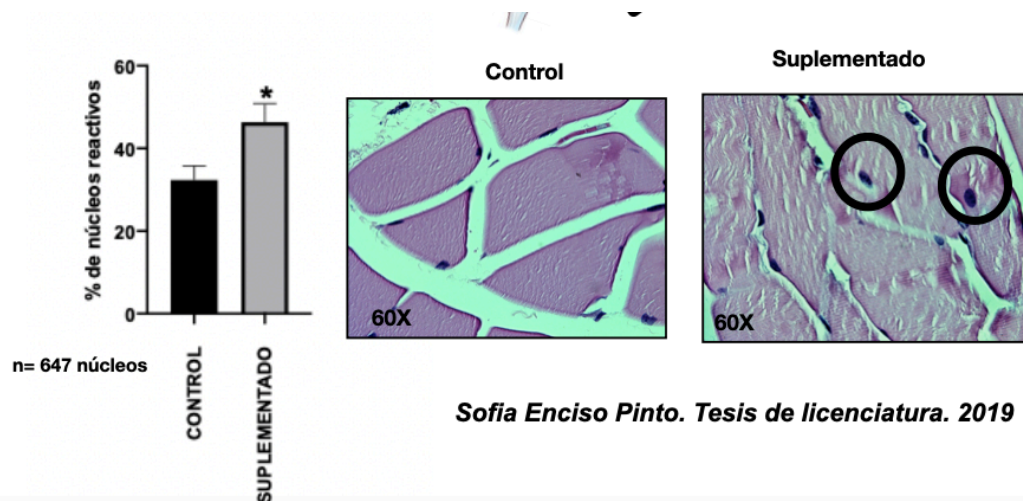 % de núcleos reactivos
60
40
20
0
*
n= 647 núcleos
CONTROL
SUPLEMENTADO
Control
60X
Suplementado
60X
Sofia Enciso Pinto. Tesis de licenciatura. 2019